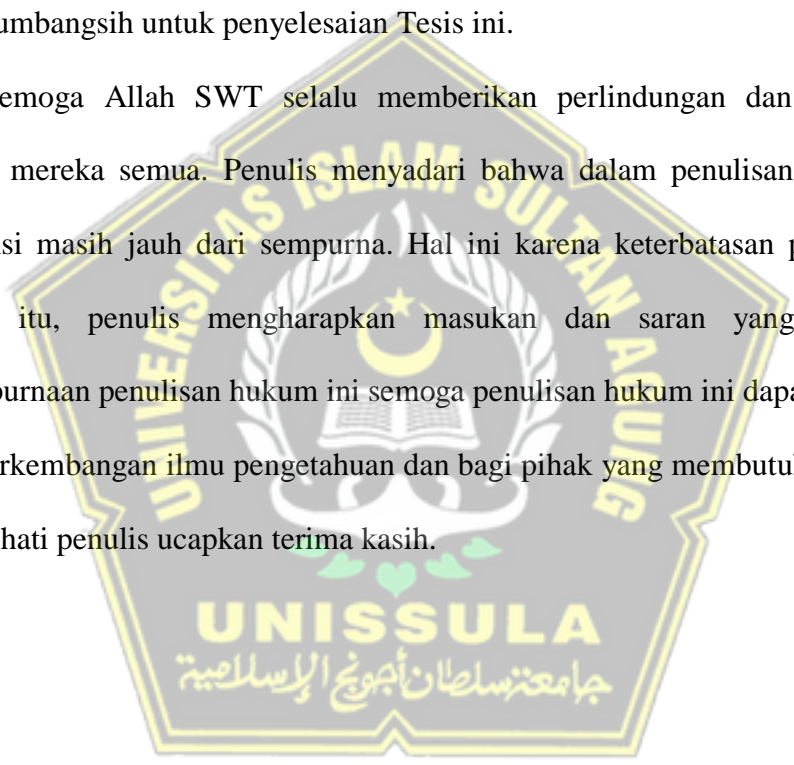 umbangsih untuk penyelesaian Tesis ini.
emoga Allah SWT selalu memberikan perlindungan dan
mereka semua. Penulis menyadari bahwa dalam penulisan
si masih jauh dari sempurna. Hal ini karena keterbatasan p
itu, penulis mengharapkan masukan dan saran yang
purnaan penulisan hukum ini semoga penulisan hukum ini dapa
erkembangan ilmu pengetahuan dan bagi pihak yang membutu
hati penulis ucapkan terima kasih.
UNIVERSITAS ISLAM SULTAN AGUNG
UNISSULA
جامعة سلطان أجونج الإسلامية